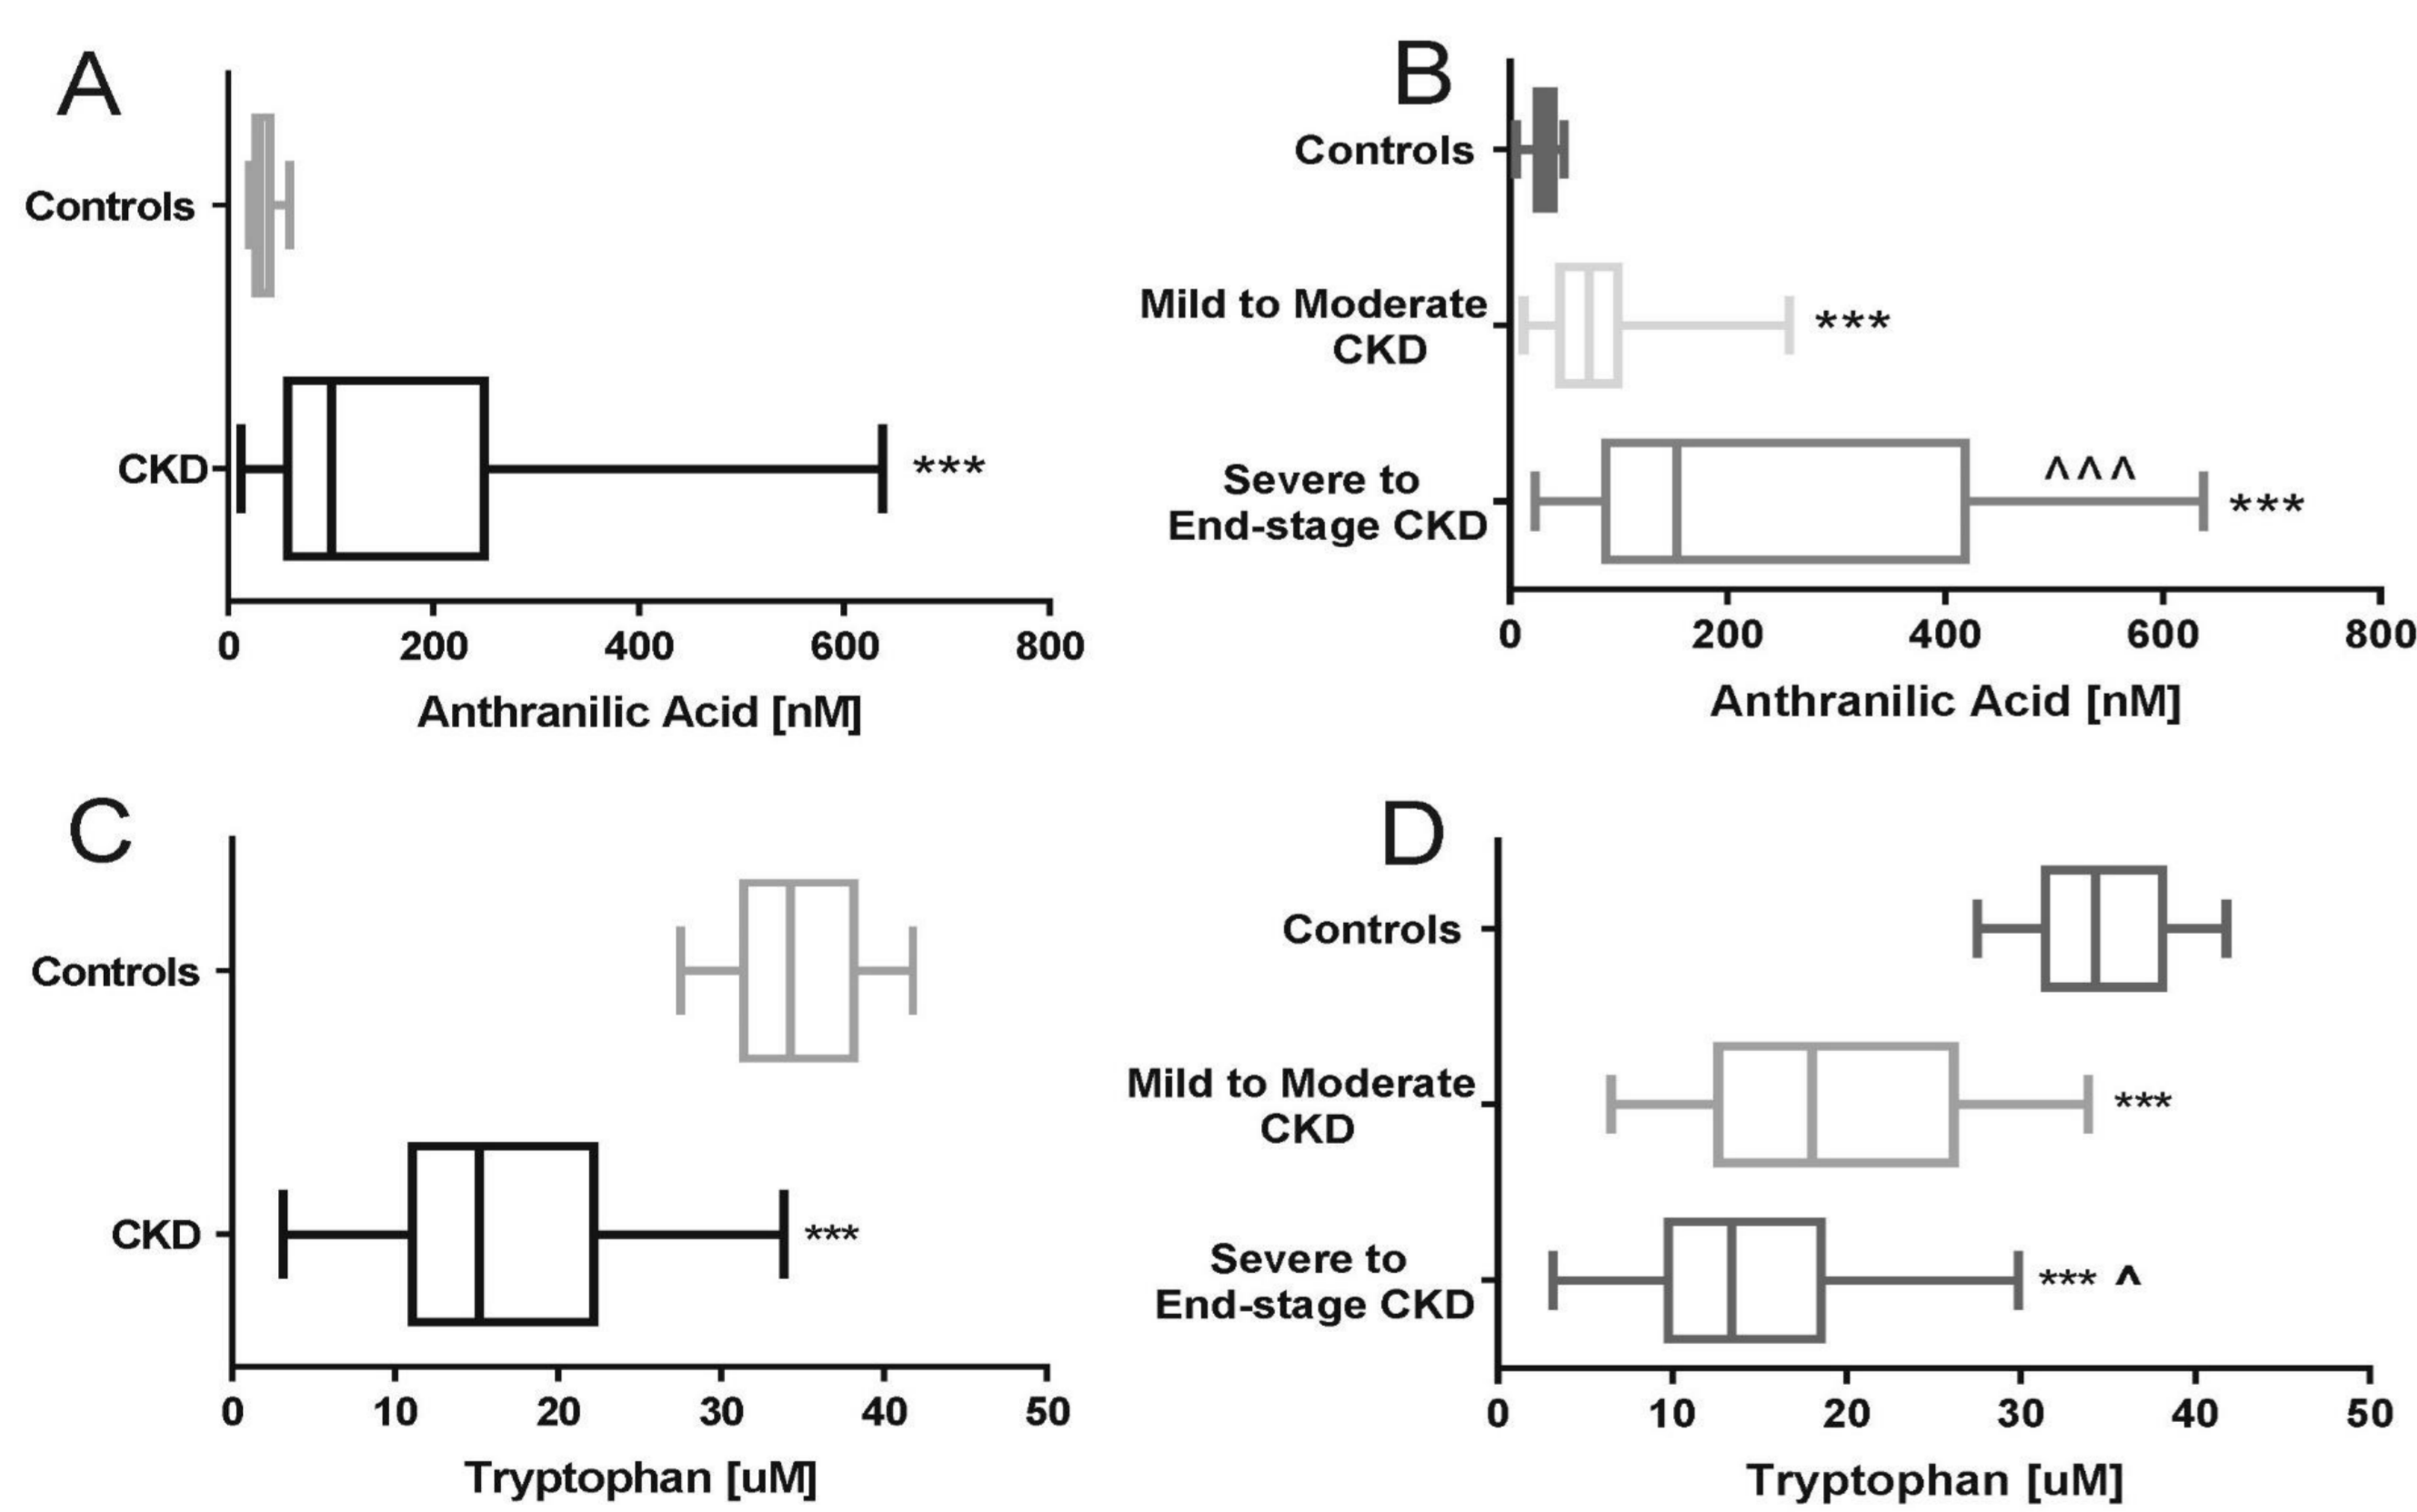 A
Controls
CKD
***
0 200 400 600 800
Anthranilic Acid [nM]
B
Controls
Mild to Moderate
CKD
***
Severe to
End-stage CKD
^^^
***
0 200 400 600 800
Anthranilic Acid [nM]
C
Controls
CKD
***
0 10 20 30 40 50
Tryptophan [uM]
D
Controls
Mild to Moderate
CKD
***
Severe to
End-stage CKD
*** ^
0 10 20 30 40 50
Tryptophan [uM]